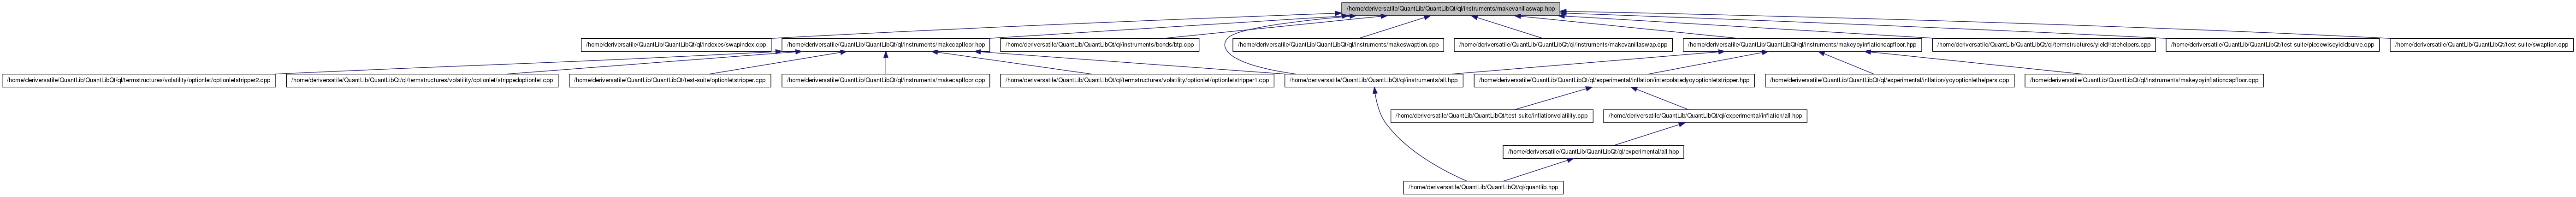 /home/deriversatile/QuantLib/QuantLibQt/ql/instruments/makevanillaswap.hpp
/home/deriversatile/QuantLib/QuantLibQt/ql/indexes/swapindex.cpp
/home/deriversatile/QuantLib/QuantLibQt/ql/instruments/makecapfloor.hpp
/home/deriversatile/QuantLib/QuantLibQt/ql/instruments/bonds/btp.cpp
/home/deriversatile/QuantLib/QuantLibQt/ql/instruments/makeswaption.cpp
/home/deriversatile/QuantLib/QuantLibQt/ql/instruments/makevanillaswap.cpp
/home/deriversatile/QuantLib/QuantLibQt/ql/instruments/makeyoyinflationcapfloor.hpp
/home/deriversatile/QuantLib/QuantLibQt/ql/termstructures/yield/ratehelpers.cpp
/home/deriversatile/QuantLib/QuantLibQt/test-suite/piecewiseyieldcurve.cpp
/home/deriversatile/QuantLib/QuantLibQt/test-suite/swaption.cpp
/home/deriversatile/QuantLib/QuantLibQt/ql/termstructures/volatility/optionlet/optionletstripper2.cpp
/home/deriversatile/QuantLib/QuantLibQt/ql/termstructures/volatility/optionlet/strippedoptionlet.cpp
/home/deriversatile/QuantLib/QuantLibQt/test-suite/optionletstripper.cpp
/home/deriversatile/QuantLib/QuantLibQt/ql/instruments/makecapfloor.cpp
/home/deriversatile/QuantLib/QuantLibQt/ql/termstructures/volatility/optionlet/optionletstripper1.cpp
/home/deriversatile/QuantLib/QuantLibQt/ql/instruments/all.hpp
/home/deriversatile/QuantLib/QuantLibQt/ql/experimental/inflation/interpolatedyoyoptionletstripper.hpp
/home/deriversatile/QuantLib/QuantLibQt/ql/experimental/inflation/yoyoptionlethelpers.cpp
/home/deriversatile/QuantLib/QuantLibQt/ql/instruments/makeyoyinflationcapfloor.cpp
/home/deriversatile/QuantLib/QuantLibQt/test-suite/inflationvolatility.cpp
/home/deriversatile/QuantLib/QuantLibQt/ql/experimental/inflation/all.hpp
/home/deriversatile/QuantLib/QuantLibQt/ql/experimental/all.hpp
/home/deriversatile/QuantLib/QuantLibQt/ql/quantlib.hpp